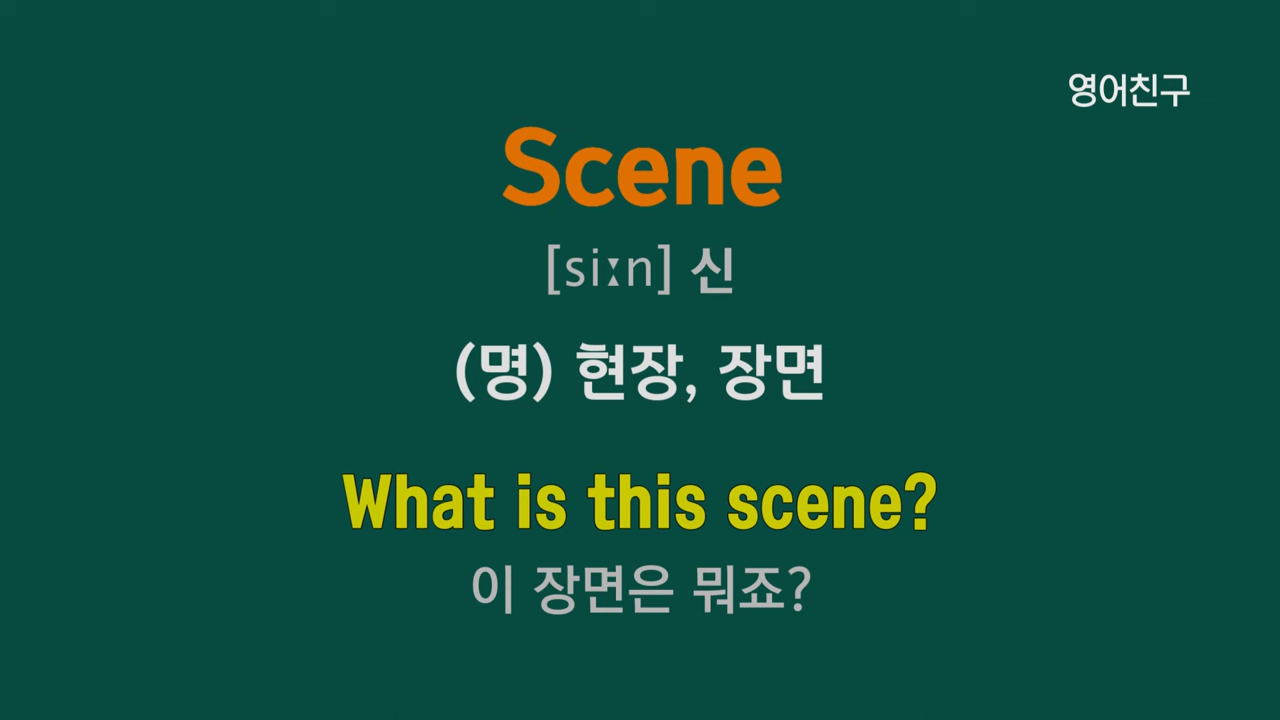 영어친구
Scene
[siːn] 신
(명) 현장, 장면
What is this scene?
이 장면은 뭐죠?